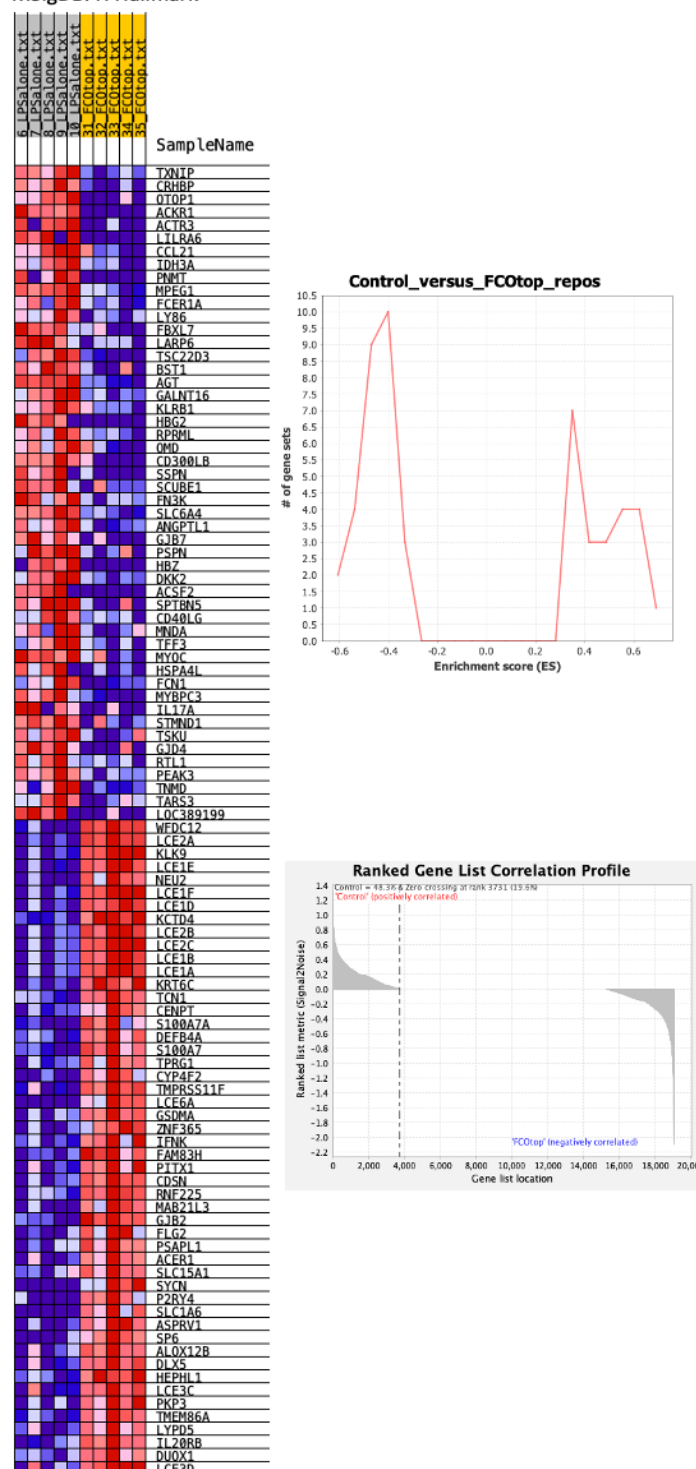 6_LPSalone.txt
7_LPSalone.txt
8_LPSalone.txt
9_LPSalone.txt
10_LPSalone.txt
31_FCOtop.txt
32_FCOtop.txt
33_FCOtop.txt
34_FCOtop.txt
35_FCOtop.txt
SampleName
TXNIP
CRHBP
OTOP1
ACKR1
ACTR3
LILRA6
CCL21
IDH3A
PNMT
MPEG1
FCER1A
LY86
FBXL7
LARP6
TSC22D3
BST1
AGT
GALNT16
KLRB1
HBG2
RPRML
OMD
CD300LB
SSPN
SCUBE1
FN3K
SLC6A4
ANGPTL1
GJB7
PSPN
HBZ
DKK2
ACSF2
SPTBN5
CD40LG
MNDA
TFF3
MYOC
HSPA4L
FCN1
MYBPC3
IL17A
STMND1
TSKU
GJD4
RTL1
PEAK3
TNMD
TARS3
LOC389199
WFDC12
LCE2A
KLK9
LCE1E
NEU2
LCE1F
LCE1D
KCTD4
LCE2B
LCE2C
LCE1B
LCE1A
KRT6C
TCN1
CENPT
S100A7A
DEFB4A
S100A7
TPRG1
CYP4F2
TMPRSS11F
LCE6A
GSDMA
ZNF365
IFNK
FAM83H
PITX1
CDSN
RNF225
MAB21L3
GJB2
FLG2
PSAPL1
ACER1
SLC15A1
SYCN
P2RY4
SLC1A6
ASPRV1
SP6
ALOX12B
DLX5
HEPHL1
LCE3C
PKP3
TMEM86A
LYPD5
IL20RB
DUOX1
LCE3D
Control_versus_FCOtop_repos
10.5
10.0
9.5
9.0
8.5
8.0
7.5
7.0
6.5
6.0
5.5
5.0
4.5
4.0
3.5
3.0
2.5
2.0
1.5
1.0
0.5
0.0
# of gene sets
-0.6 -0.4 -0.2 0.0 0.2 0.4 0.6
Enrichment score (ES)
Ranked Gene List Correlation Profile
Control = 48.3% & Zero crossing at rank 3731 (19.6%)
'Control' (positively correlated)
1.4
1.2
1.0
0.8
0.6
0.4
0.2
0.0
-0.2
-0.4
-0.6
-0.8
-1.0
-1.2
-1.4
-1.6
-1.8
-2.0
-2.2
Ranked list metric (Signal2Noise)
'FCOtop' (negatively correlated)
0 2,000 4,000 6,000 8,000 10,000 12,000 14,000 16,000 18,000 20,0
Gene list location